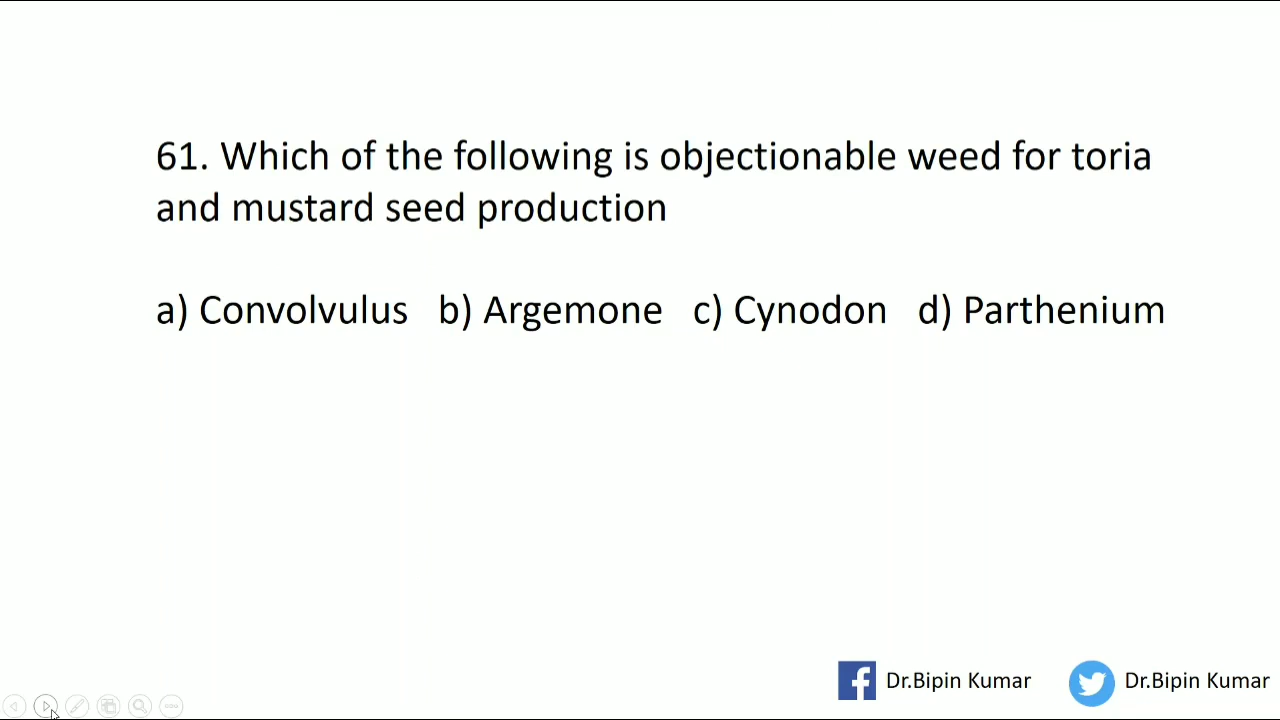 61. Which of the following is objectionable weed for toria
and mustard seed production
a) Convolvulus b) Argemone c) Cynodon d) Parthenium
Dr.Bipin Kumar Dr.Bipin Kumar